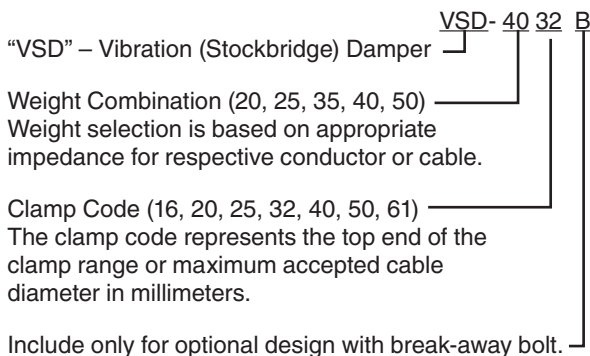 VSD- 40 32 B
“VSD” – Vibration (Stockbridge) Damper
Weight Combination (20, 25, 35, 40, 50)
Weight selection is based on appropriate
impedance for respective conductor or cable.
Clamp Code (16, 20, 25, 32, 40, 50, 61)
The clamp code represents the top end of the
clamp range or maximum accepted cable
diameter in millimeters.
Include only for optional design with break-away bolt.